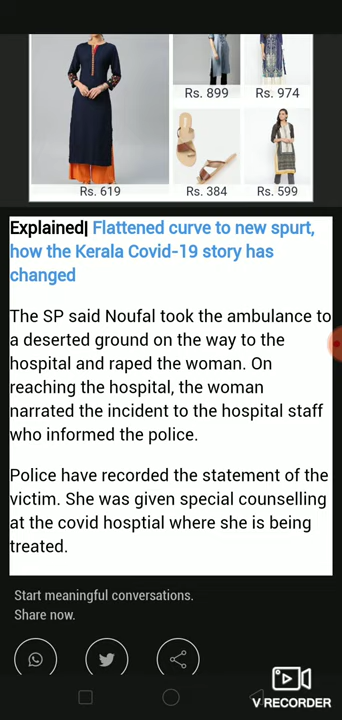 Rs. 899
Rs. 974
Rs. 619
Rs. 384
Rs. 599
Explained| Flattened curve to new spurt,
how the Kerala Covid-19 story has
changed
The SP said Noufal took the ambulance to
a deserted ground on the way to the
hospital and raped the woman. On
reaching the hospital, the woman
narrated the incident to the hospital staff
who informed the police.
Police have recorded the statement of the
victim. She was given special counselling
at the covid hosptial where she is being
treated.
Start meaningful conversations.
Share now.
V RECORDER